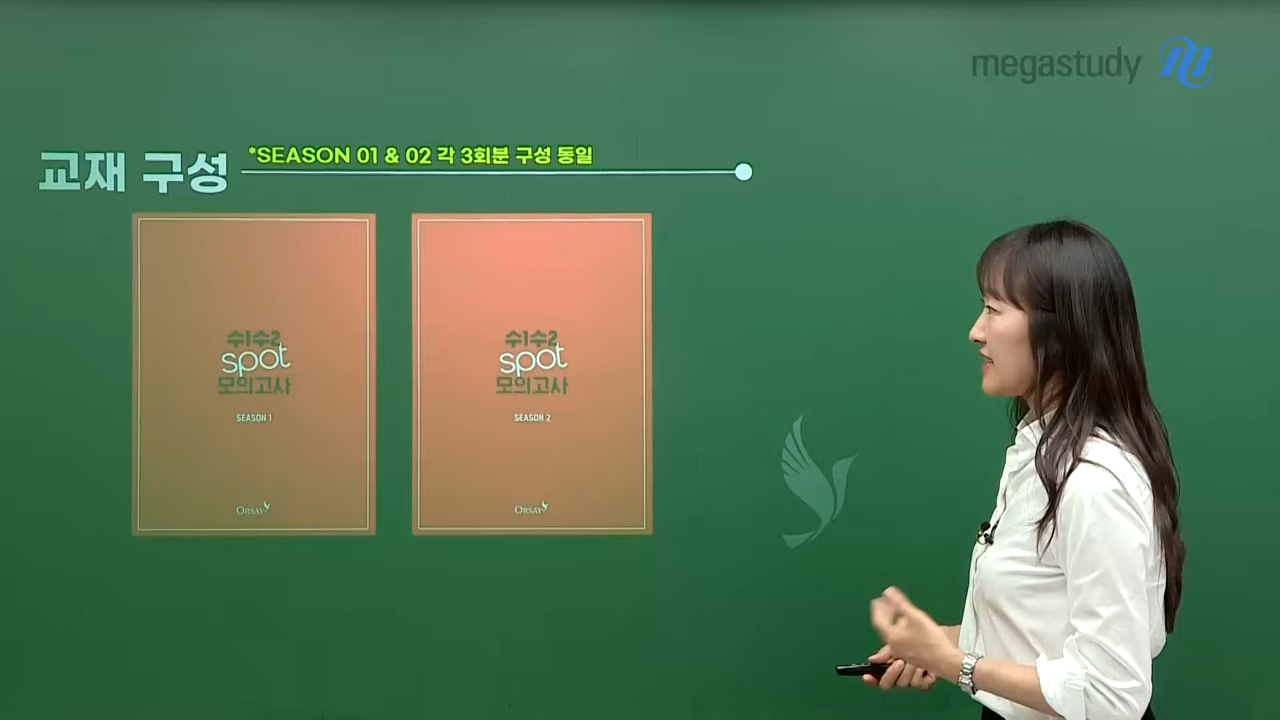 megastudy
교재 구성
*SEASON 01 & 02 각 3회분 구성 동일
수1수2
spot
모의고사
SEASON 1
ORSAY
수1수2
spot
모의고사
SEASON 2
ORSAY